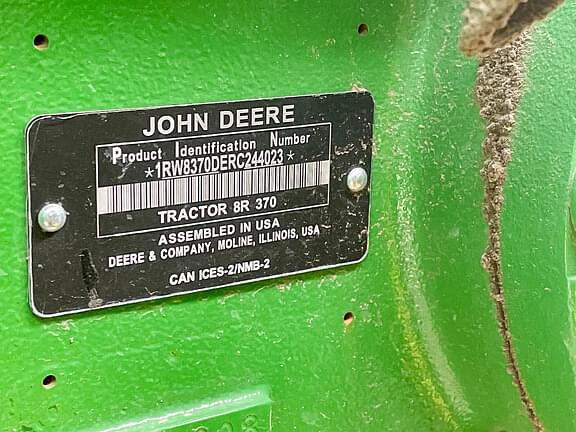 JOHN DEERE
Product Identification Number
*1RW8370DERC244023*
TRACTOR 8R 370
ASSEMBLED IN USA
DEERE & COMPANY, MOLINE, ILLINOIS, USA
CAN ICES-2/NMB-2